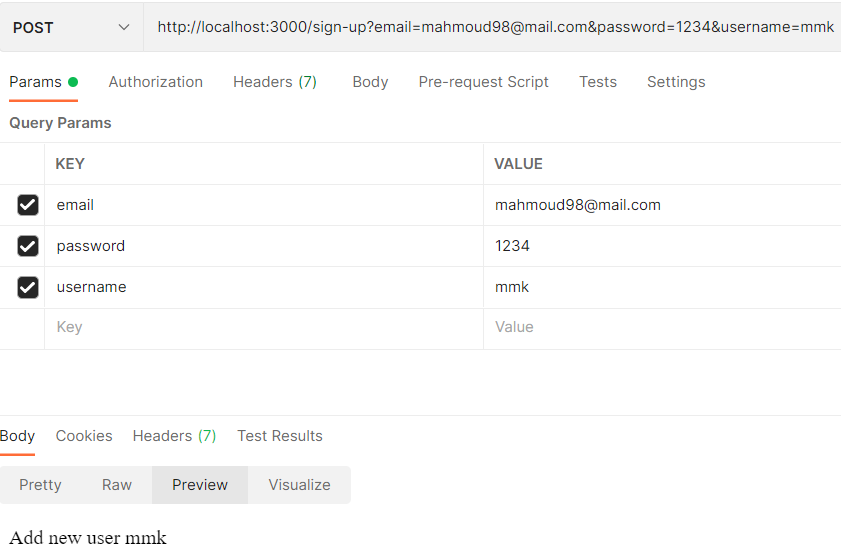 POST http://localhost:3000/sign-up?email=mahmoud98@mail.com&password=1234&username=mmk
Params Authorization Headers (7) Body Pre-request Script Tests Settings
Query Params
KEY VALUE
email mahmoud98@mail.com
password 1234
username mmk
Key Value
Body Cookies Headers (7) Test Results
Pretty Raw Preview Visualize
Add new user mmk